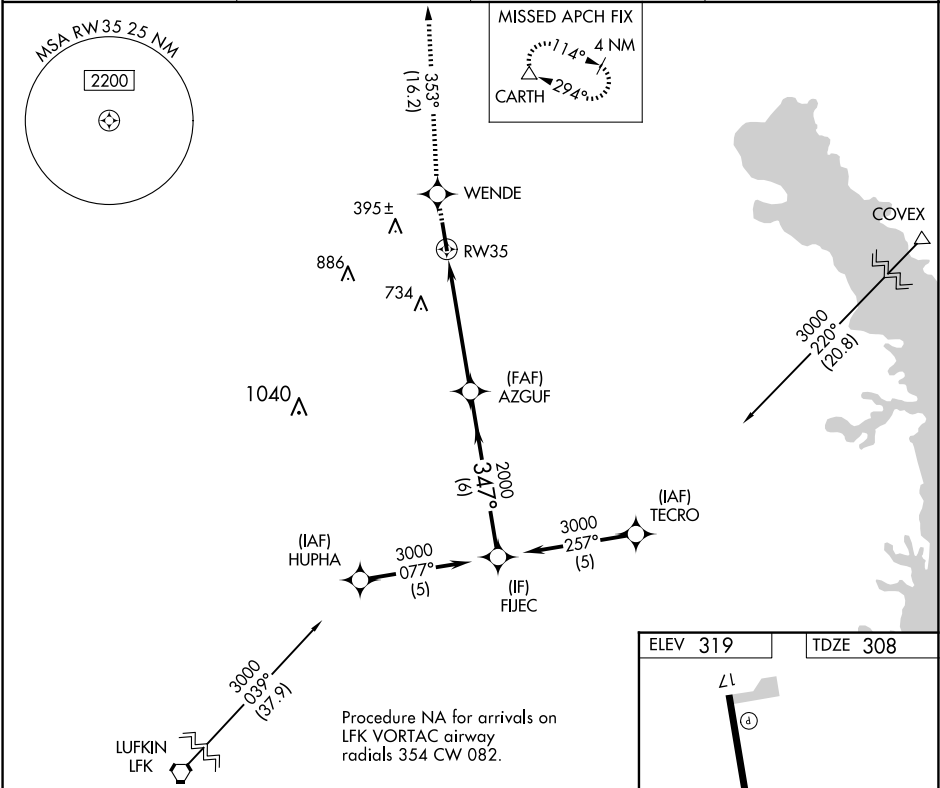 MSA RW35 25 NM
2200
353°
(16.2)
MISSED APCH FIX
114°
4 NM
294°
CARTH
WENDE
395±
RW35
886
734
COVEX
3000
220°
(20.8)
(FAF)
AZGUF
1040
2000
347°
(6)
(IAF)
TECRO
3000
257°
(5)
(IAF)
HUPHA
3000
077°
(5)
(IF)
FIJEC
3000
039°
(37.9)
LUFKIN
LFK
Procedure NA for arrivals on
LFK VORTAC airway
radials 354 CW 082.
ELEV 319
TDZE 308
17
P